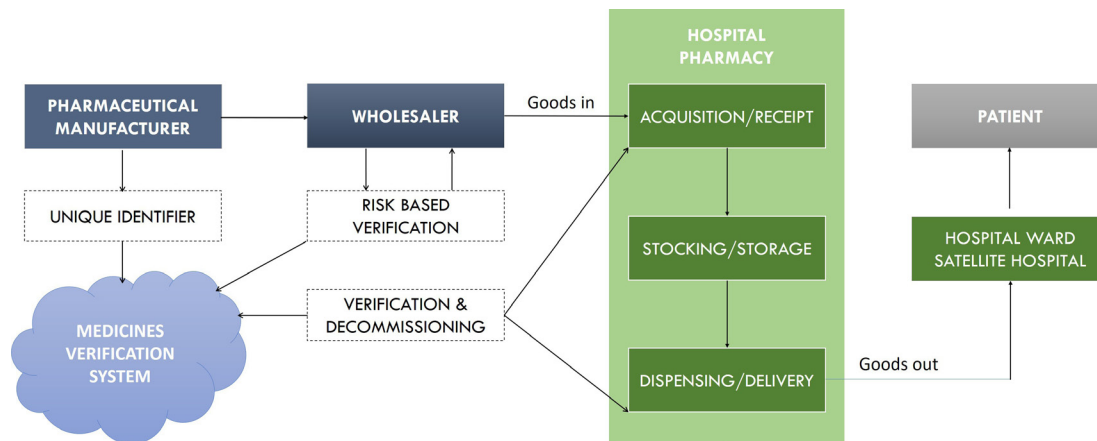 HOSPITAL
PHARMACY
PHARMACEUTICAL
MANUFACTURER
WHOLESALER
Goods in
ACQUISITION/RECEIPT
PATIENT
UNIQUE IDENTIFIER
RISK BASED
VERIFICATION
STOCKING/STORAGE
HOSPITAL WARD
SATELLITE HOSPITAL
MEDICINES
VERIFICATION
SYSTEM
VERIFICATION &
DECOMMISSIONING
DISPENSING/DELIVERY
Goods out